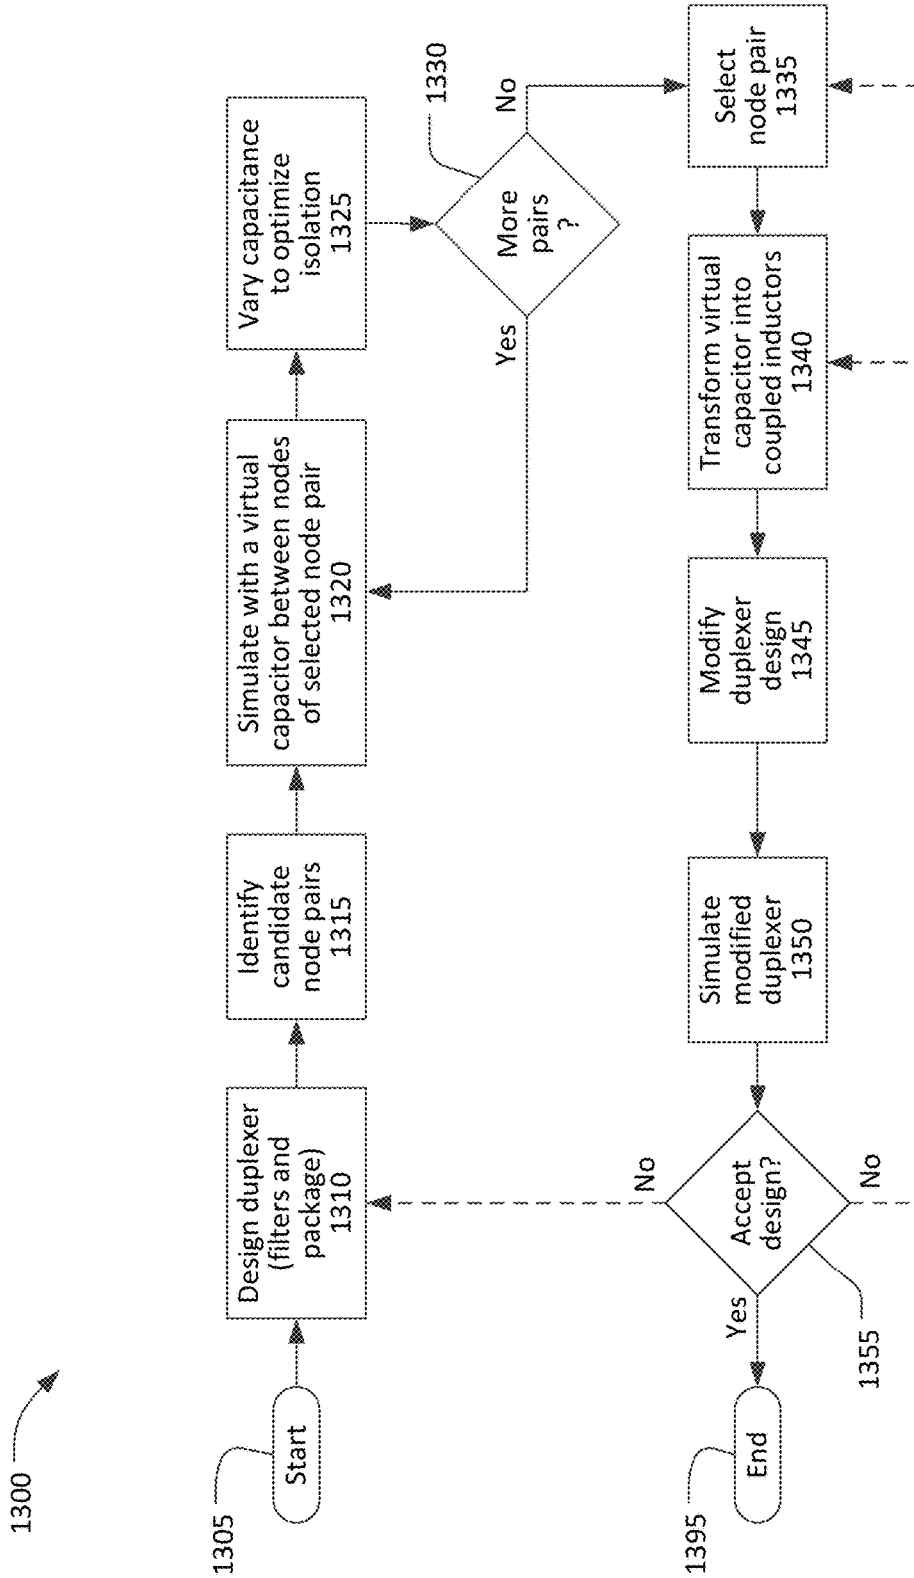 1300
1305
Start
Design duplexer
(filters and
package)
1310
Identify
candidate
node pairs
1315
Simulate with a virtual
capacitor between nodes
of selected node pair
1320
Vary capacitance
to optimize
isolation
1325
1330
More
pairs
?
Yes
No
Select
node pair
1335
Transform virtual
capacitor into
coupled inductors
1340
Modify
duplexer
design
1345
Simulate
modified
duplexer
1350
Accept
design?
1355
No
No
Yes
End
1395